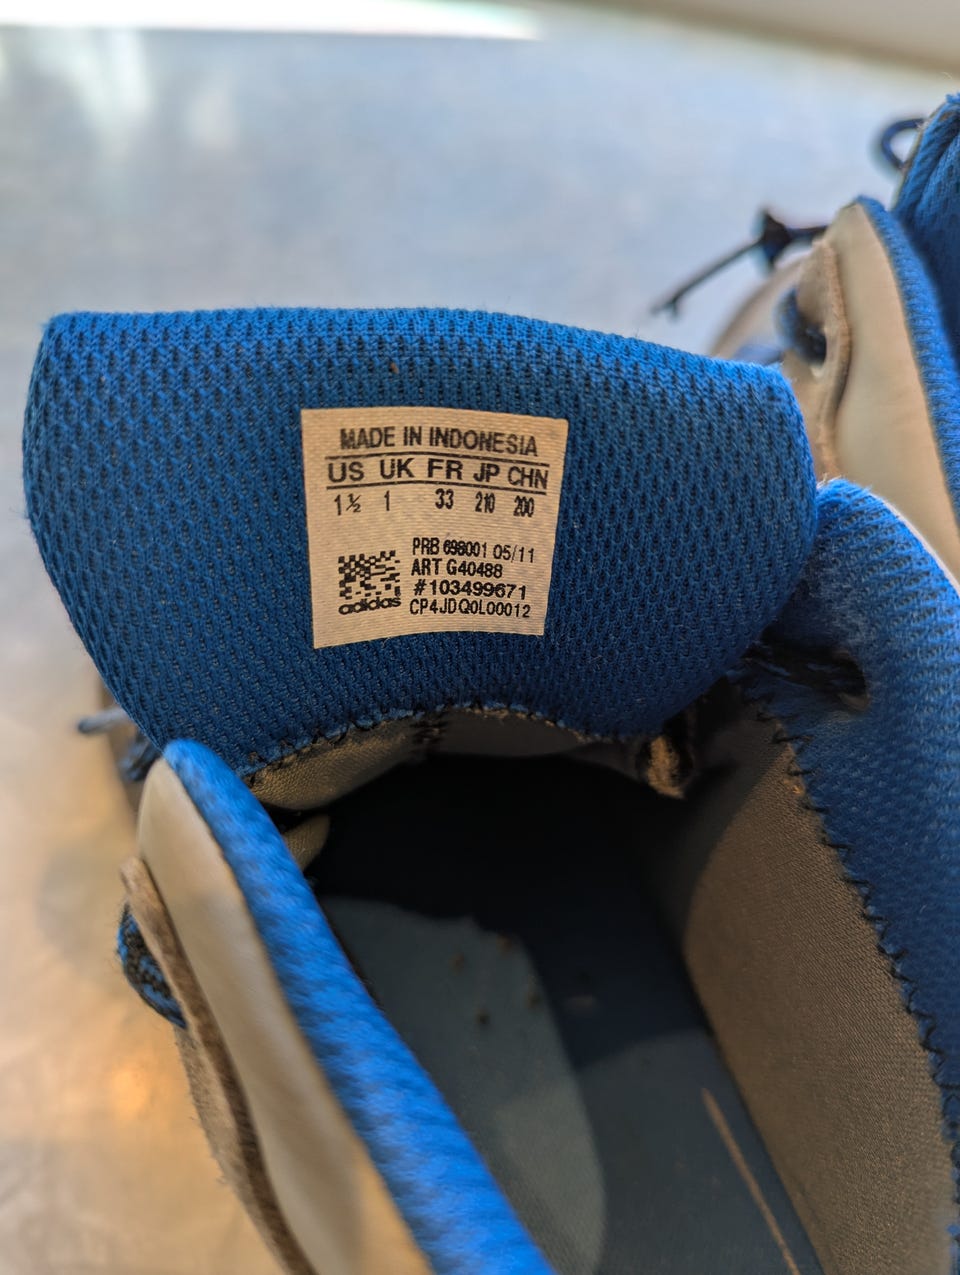 MADE IN INDONESIA
US UK FR JP CHN
1½ 1 33 210 200
PRB 698001 05/11
ART G40488
#103499671
adidas CP4JDQ0L00012